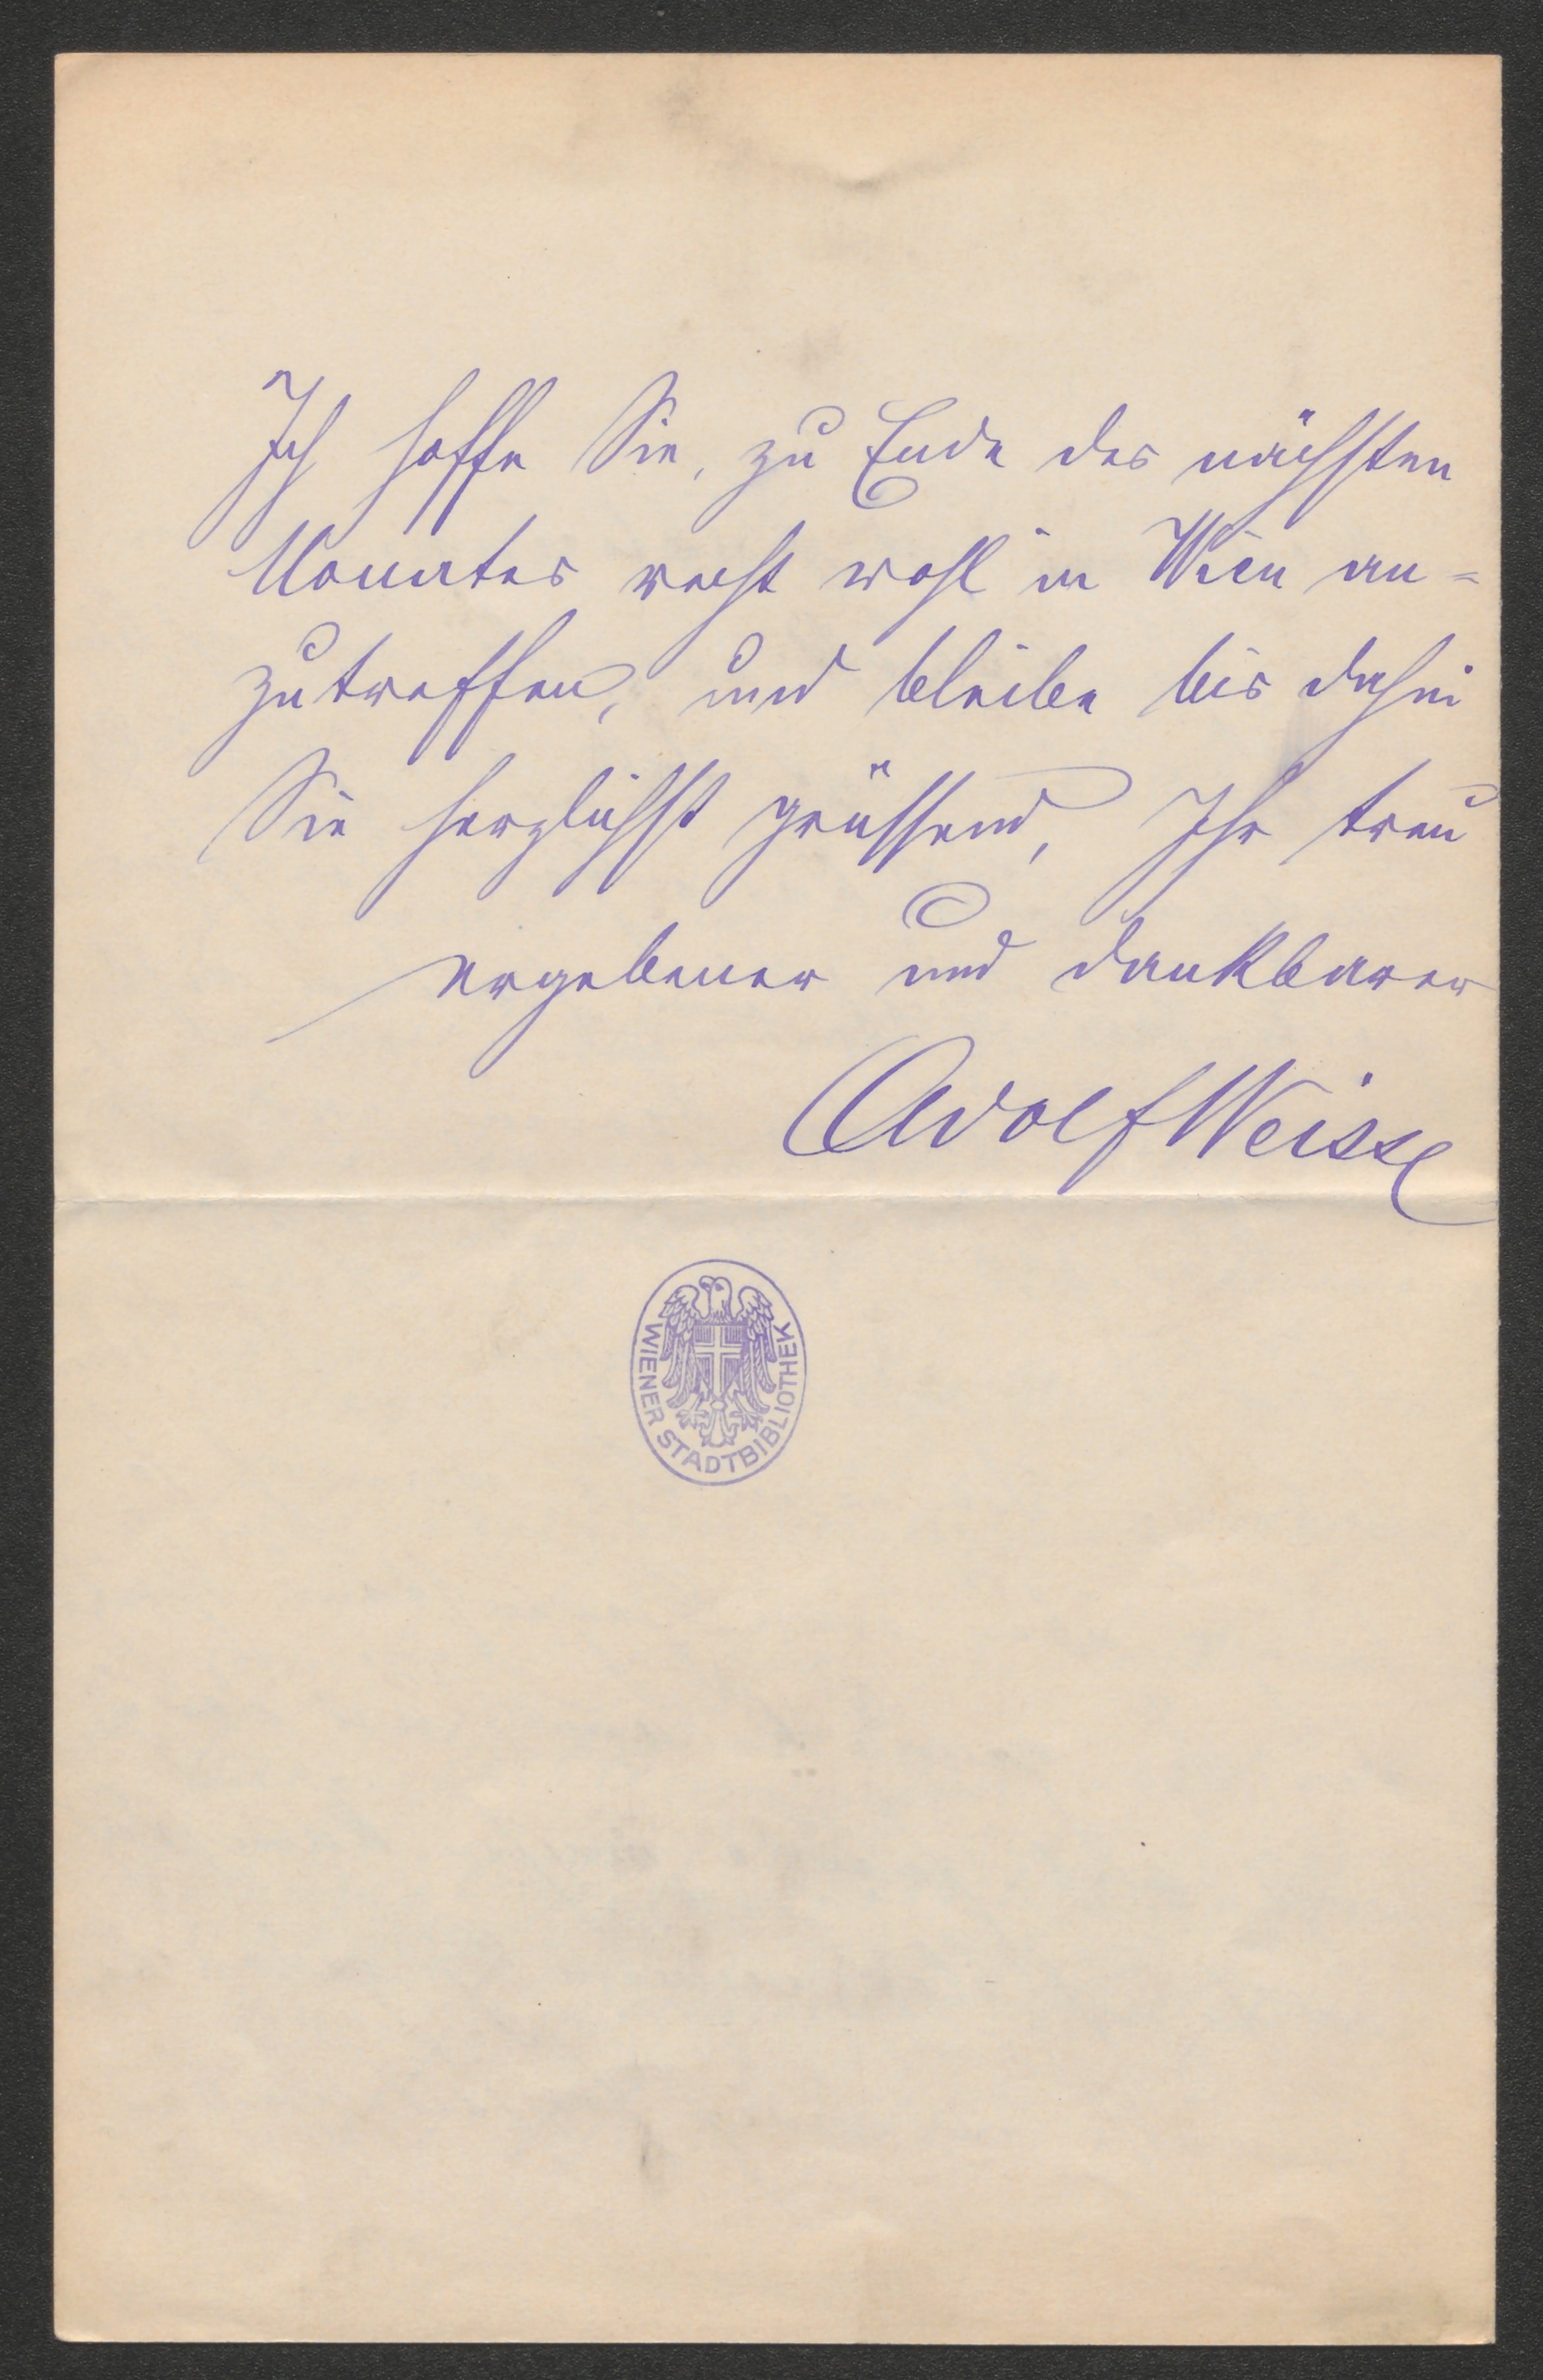 Ich hoffe Sie, zu Ende des nächsten
Monates recht wohl in Wien an=
zutreffen, und bleibe bis dahin
Sie herzlichst grüssend, Ihr treu
ergebener und dankbarer
Adolf Weisse
WIENER STADTBIBLIOTHEK